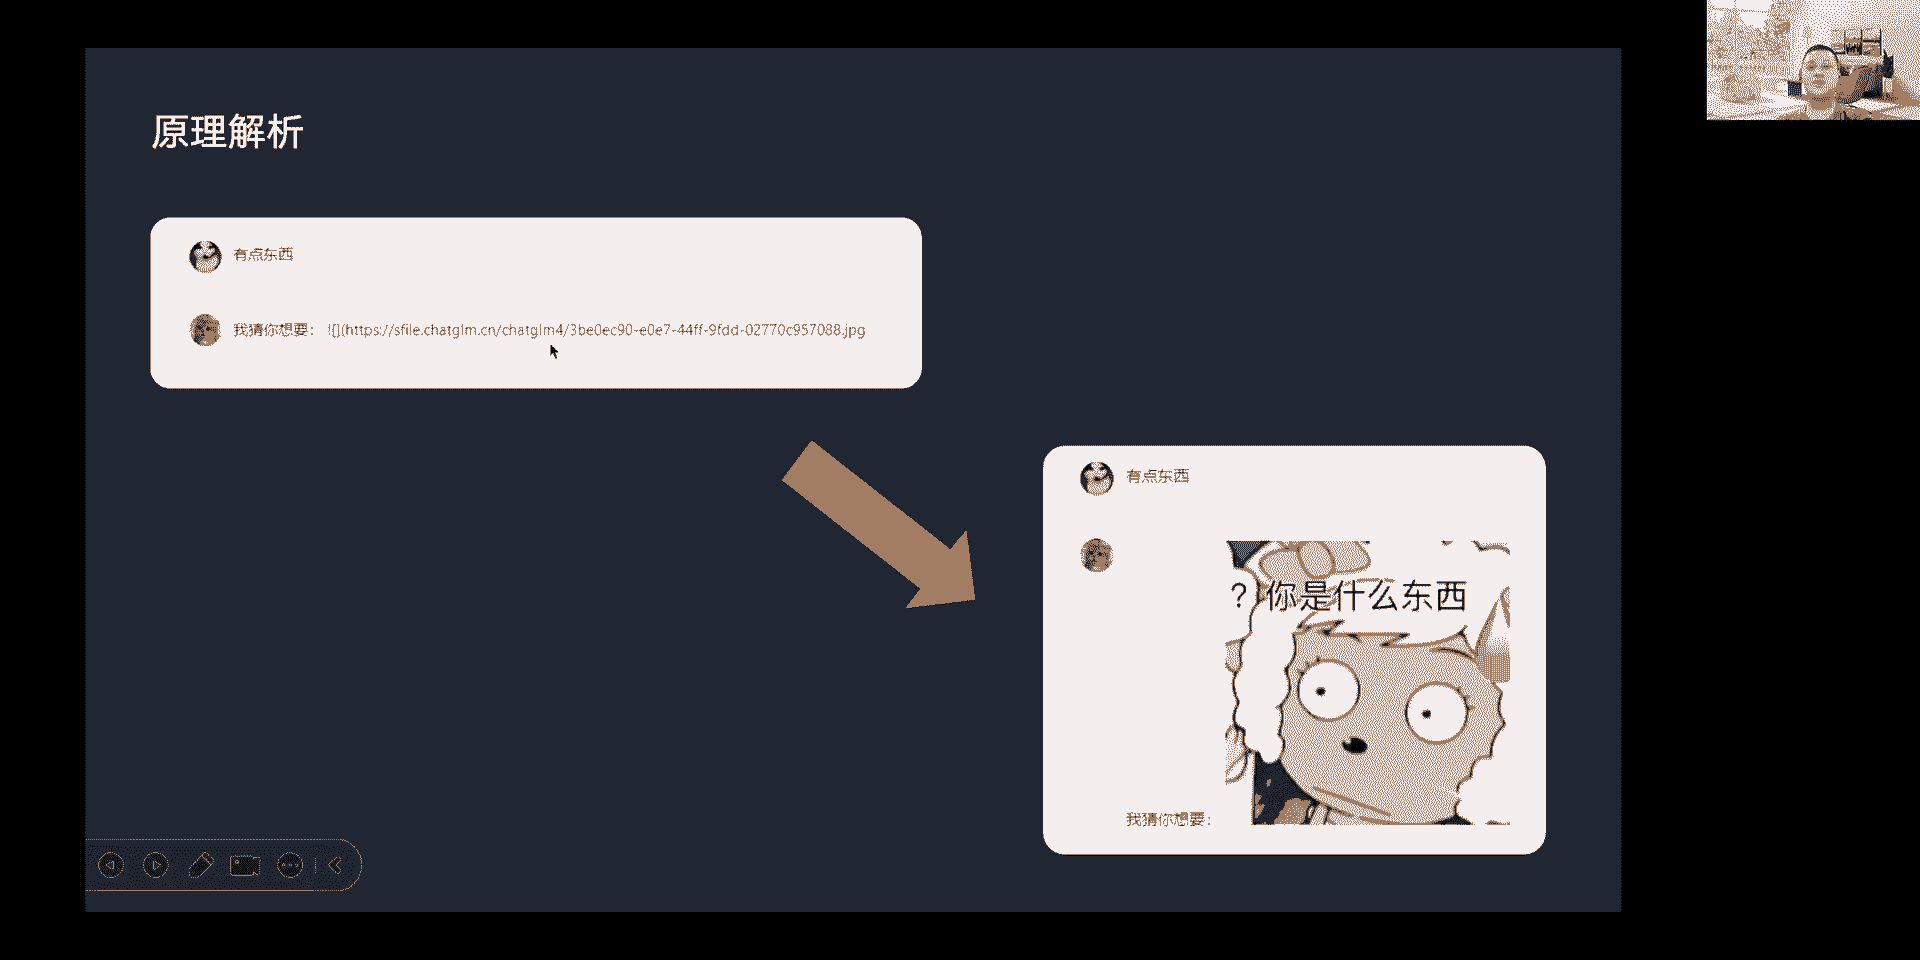 原理解析
有点东西
我猜你想要： ![](https://sfile.chatglm.cn/chatglm4/3be0ec90-e0e7-44ff-9fdd-02770c957088.jpg
有点东西
？你是什么东西
我猜你想要：